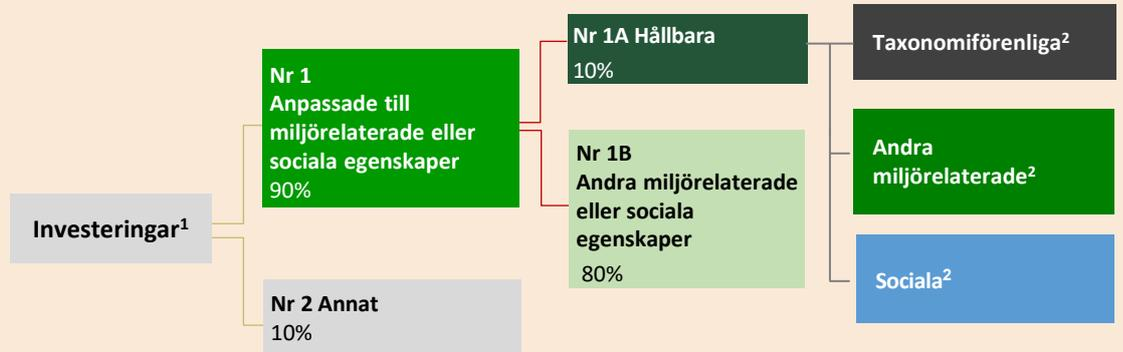 Investeringar¹
Nr 1
Anpassade till
miljörelaterade eller
sociala egenskaper
90%
Nr 2 Annat
10%
Nr 1A Hållbara
10%
Nr 1B
Andra miljörelaterade
eller sociala
egenskaper
80%
Taxonomiförenliga²
Andra
miljörelaterade²
Sociala²